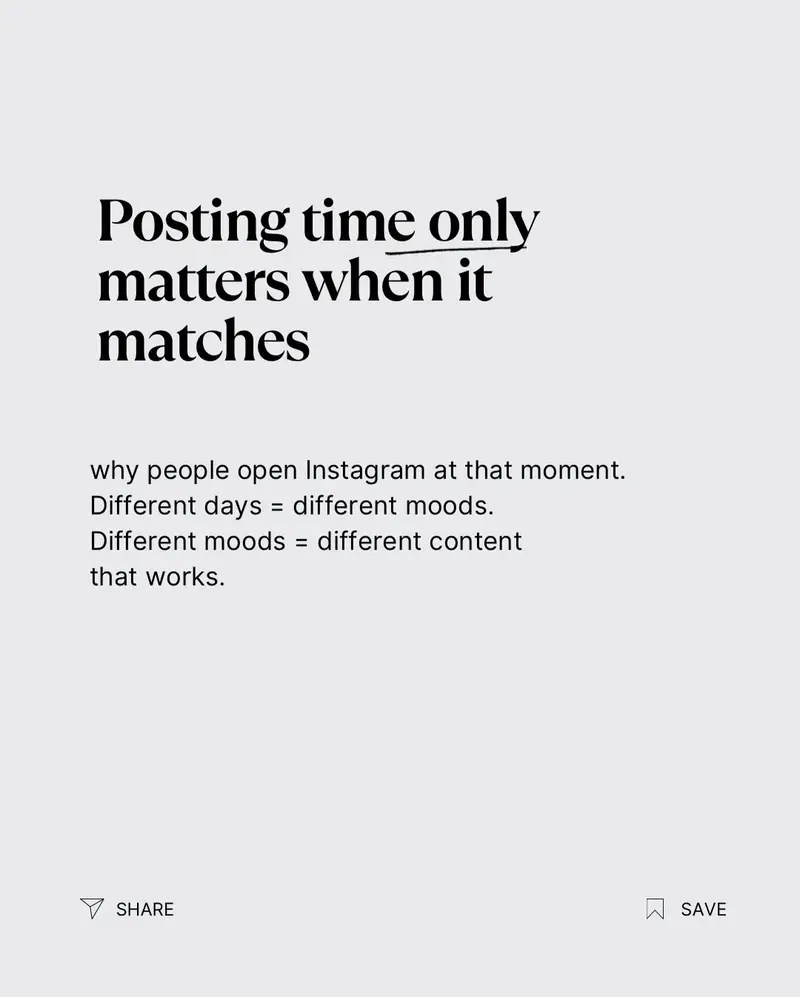 Posting time only
matters when it
matches
why people open Instagram at that moment.
Different days = different moods.
Different moods = different content
that works.
SHARE
SAVE